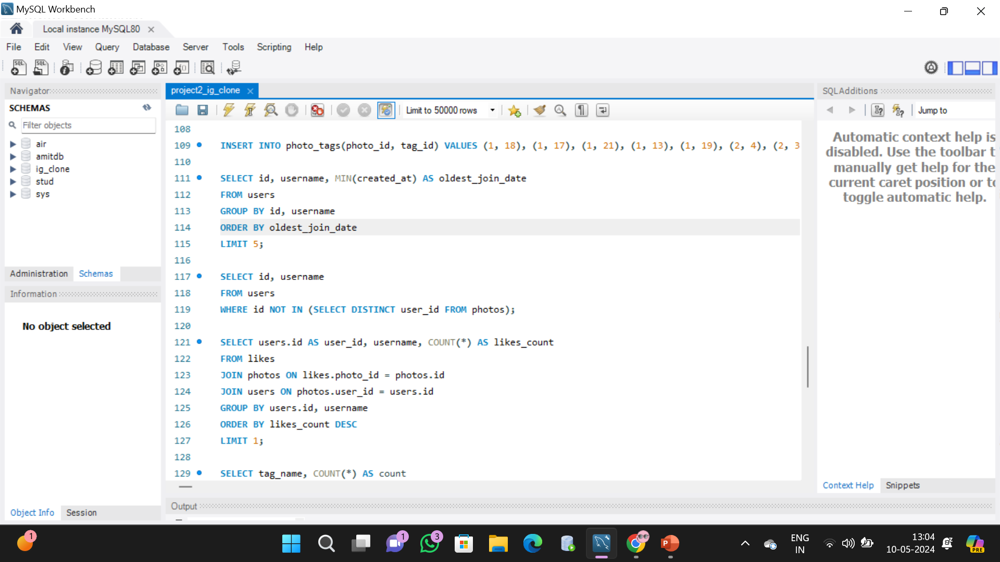 MySQL Workbench
Local instance MySQL80
File Edit View Query Database Server Tools Scripting Help
Navigator
SCHEMAS
Filter objects
air
amitdb
ig_clone
stud
sys
Administration Schemas
Information
No object selected
Object Info Session
project2_ig_clone
Limit to 50000 rows
108
109 INSERT INTO photo_tags(photo_id, tag_id) VALUES (1, 18), (1, 17), (1, 21), (1, 13), (1, 19), (2, 4), (2, 3
110
111 SELECT id, username, MIN(created_at) AS oldest_join_date
112 FROM users
113 GROUP BY id, username
114 ORDER BY oldest_join_date
115 LIMIT 5;
116
117 SELECT id, username
118 FROM users
119 WHERE id NOT IN (SELECT DISTINCT user_id FROM photos);
120
121 SELECT users.id AS user_id, username, COUNT(*) AS likes_count
122 FROM likes
123 JOIN photos ON likes.photo_id = photos.id
124 JOIN users ON photos.user_id = users.id
125 GROUP BY users.id, username
126 ORDER BY likes_count DESC
127 LIMIT 1;
128
129 SELECT tag_name, COUNT(*) AS count
Output
SQLAdditions
Jump to
Automatic context help is
disabled. Use the toolbar t
manually get help for the
current caret position or to
toggle automatic help.
Context Help Snippets
1
1
3
ENG
IN
13:04
10-05-2024
PRE